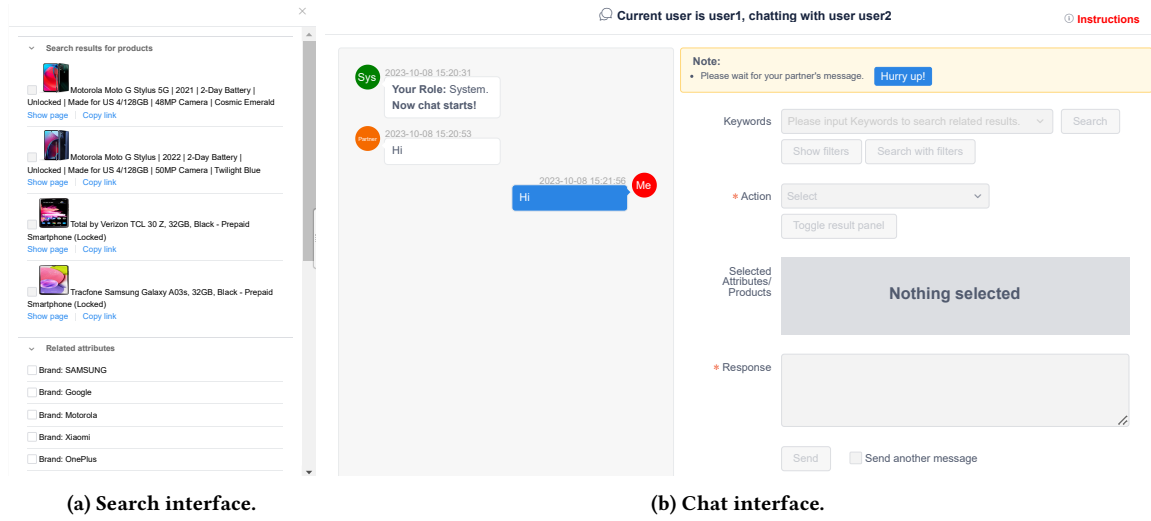 Search results for products
Motorola Moto G Stylus 5G | 2021 | 2-Day Battery |
Unlocked | Made for US 4/128GB | 48MP Camera | Cosmic Emerald
Show page | Copy link
Motorola Moto G Stylus | 2022 | 2-Day Battery |
Unlocked | Made for US 4/128GB | 50MP Camera | Twilight Blue
Show page | Copy link
Total by Verizon TCL 30 Z, 32GB, Black - Prepaid
Smartphone (Locked)
Show page | Copy link
Tracfone Samsung Galaxy A03s, 32GB, Black - Prepaid
Smartphone (Locked)
Show page | Copy link
Related attributes
Brand: SAMSUNG
Brand: Google
Brand: Motorola
Brand: Xiaomi
Brand: OnePlus
(a) Search interface.
Current user is user1, chatting with user user2
Instructions
Sys
2023-10-08 15:20:31
Your Role: System.
Now chat starts!
Partner
2023-10-08 15:20:53
Hi
2023-10-08 15:21:56
Me
Hi
Note:
• Please wait for your partner's message. Hurry up!
Keywords
Please input Keywords to search related results.
Search
Show filters
Search with filters
* Action
Select
Toggle result panel
Selected
Attributes/
Products
Nothing selected
* Response
Send
Send another message
(b) Chat interface.